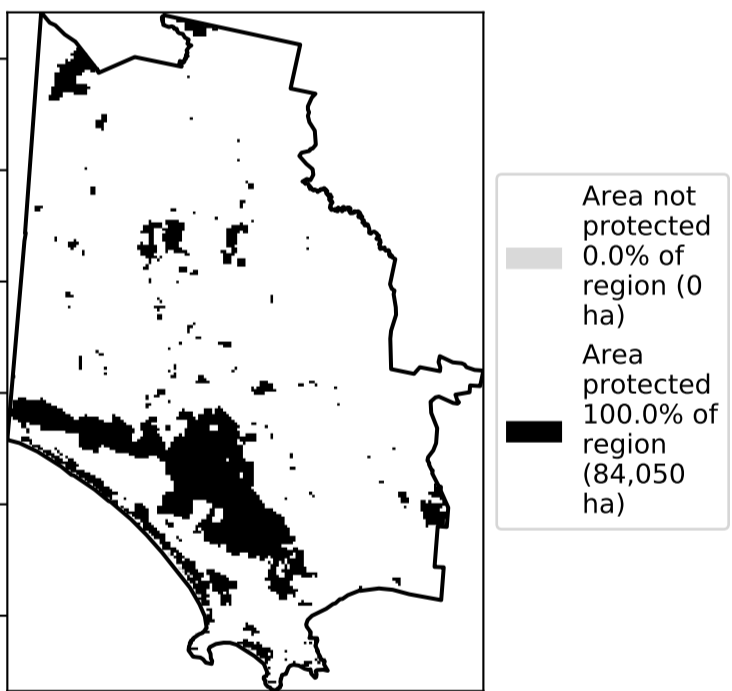 Area not
protected
0.0% of
region (0
ha)
Area
protected
100.0% of
region
(84,050
ha)